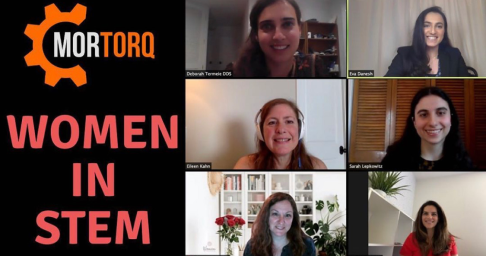 MORTORQ
WOMEN
IN
STEM
Deborah Termeie DDS
Eva Danesh
Eileen Kahn
Sarah Lepkowitz